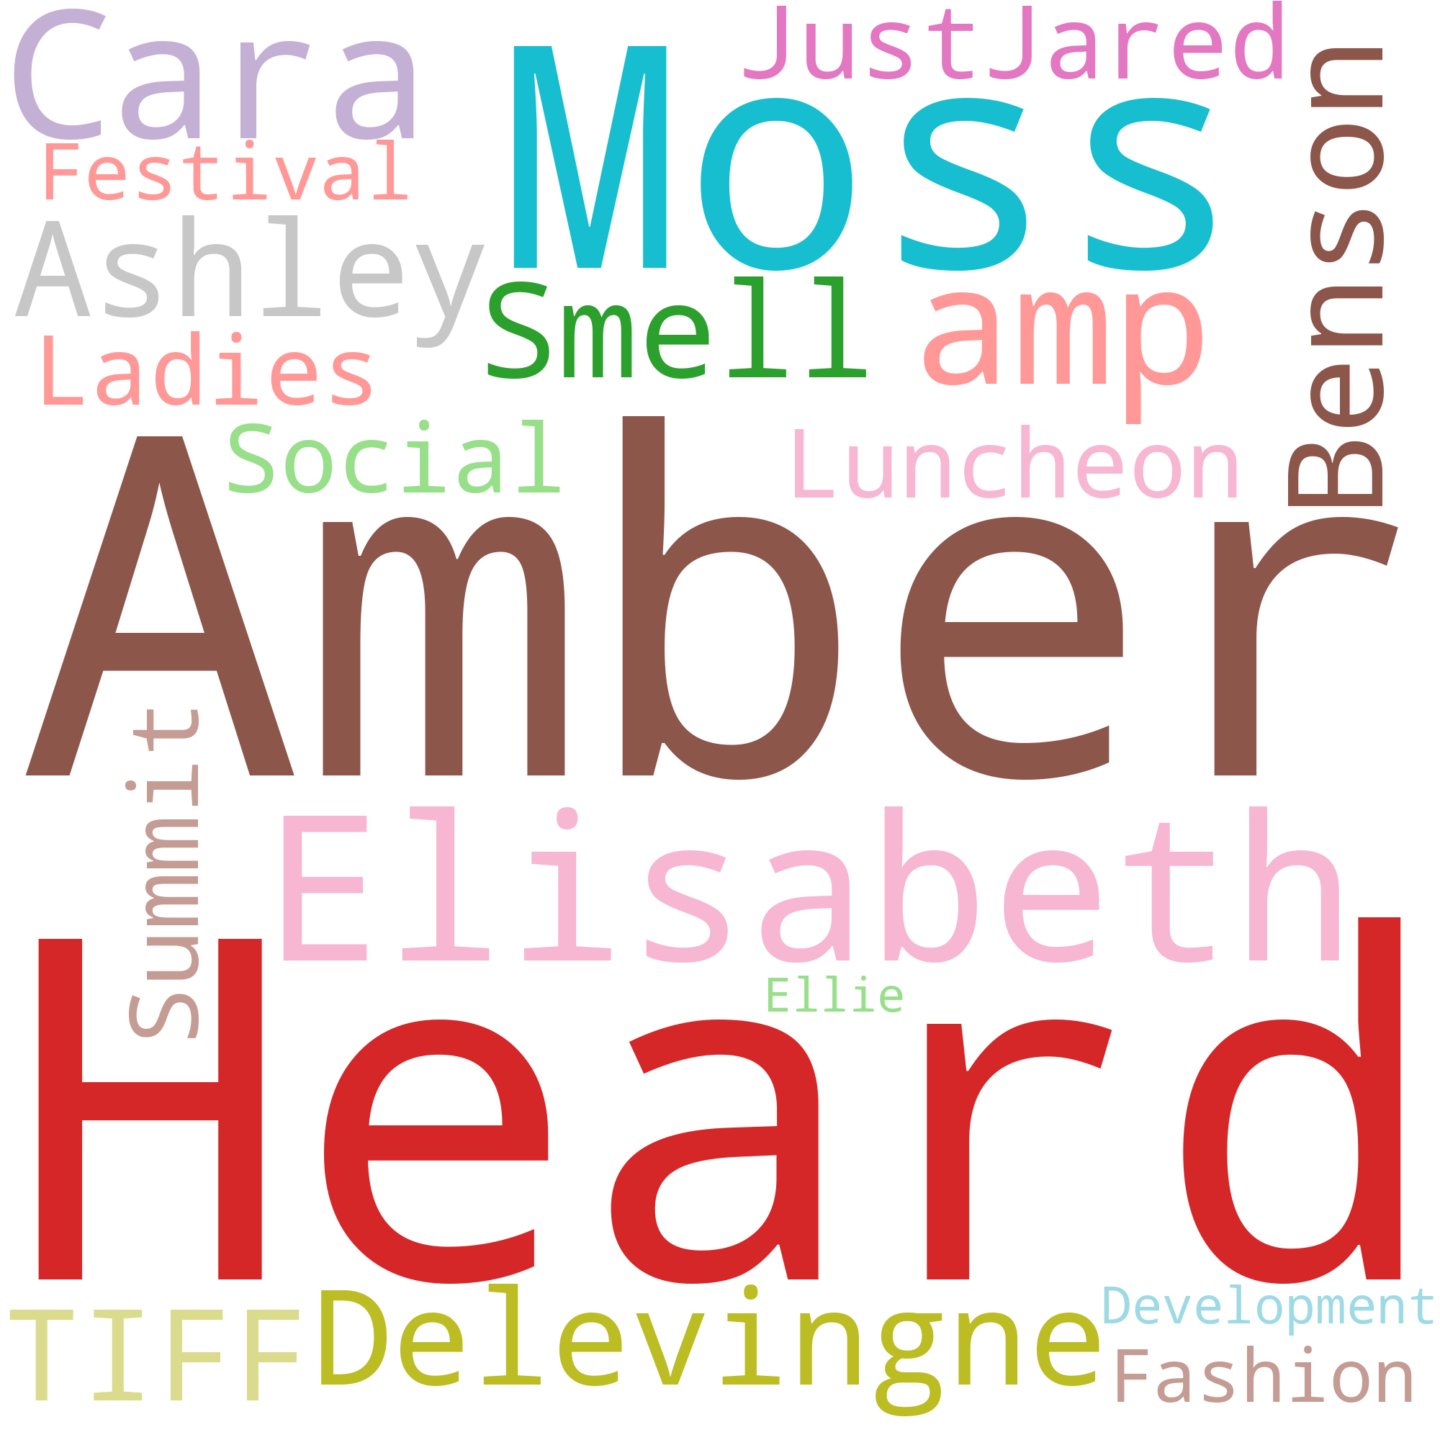 Cara
Moss
JustJared
Benson
Festival
Ashley
Smell
amp
Ladies
Social
Luncheon
Amber
Summit
Elisabeth
Ellie
Heard
TIFF
Delevingne
Development
Fashion